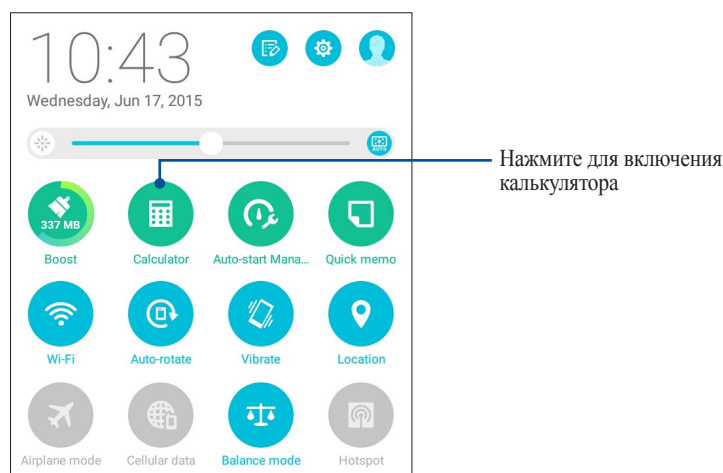 10:43
Wednesday, Jun 17, 2015
AUTO
Нажмите для включения
калькулятора
337 MB
Boost
Calculator
Auto-start Mana...
Quick memo
Wi-Fi
Auto-rotate
Vibrate
Location
Airplane mode
Cellular data
Balance mode
Hotspot